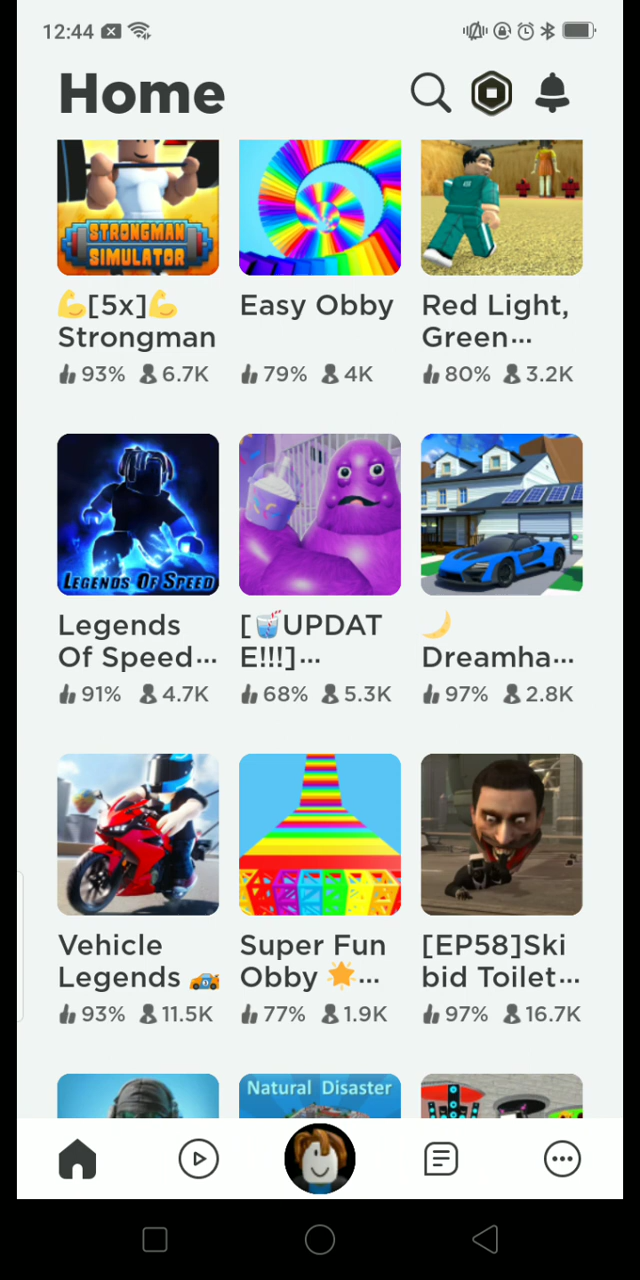 12:44
Home
STRONGMAN
SIMULATOR
💪[5x]💪
Strongman
93% 6.7K
Easy Obby
79% 4K
Red Light,
Green...
80% 3.2K
LEGENDS OF SPEED
Legends
Of Speed...
91% 4.7K
[🥤UPDAT
E!!!]...
68% 5.3K
🌙
Dreamha...
97% 2.8K
Vehicle
Legends 🏎️
93% 11.5K
Super Fun
Obby 🌟...
77% 1.9K
[EP58]Ski
bid Toilet...
97% 16.7K
Natural Disaster